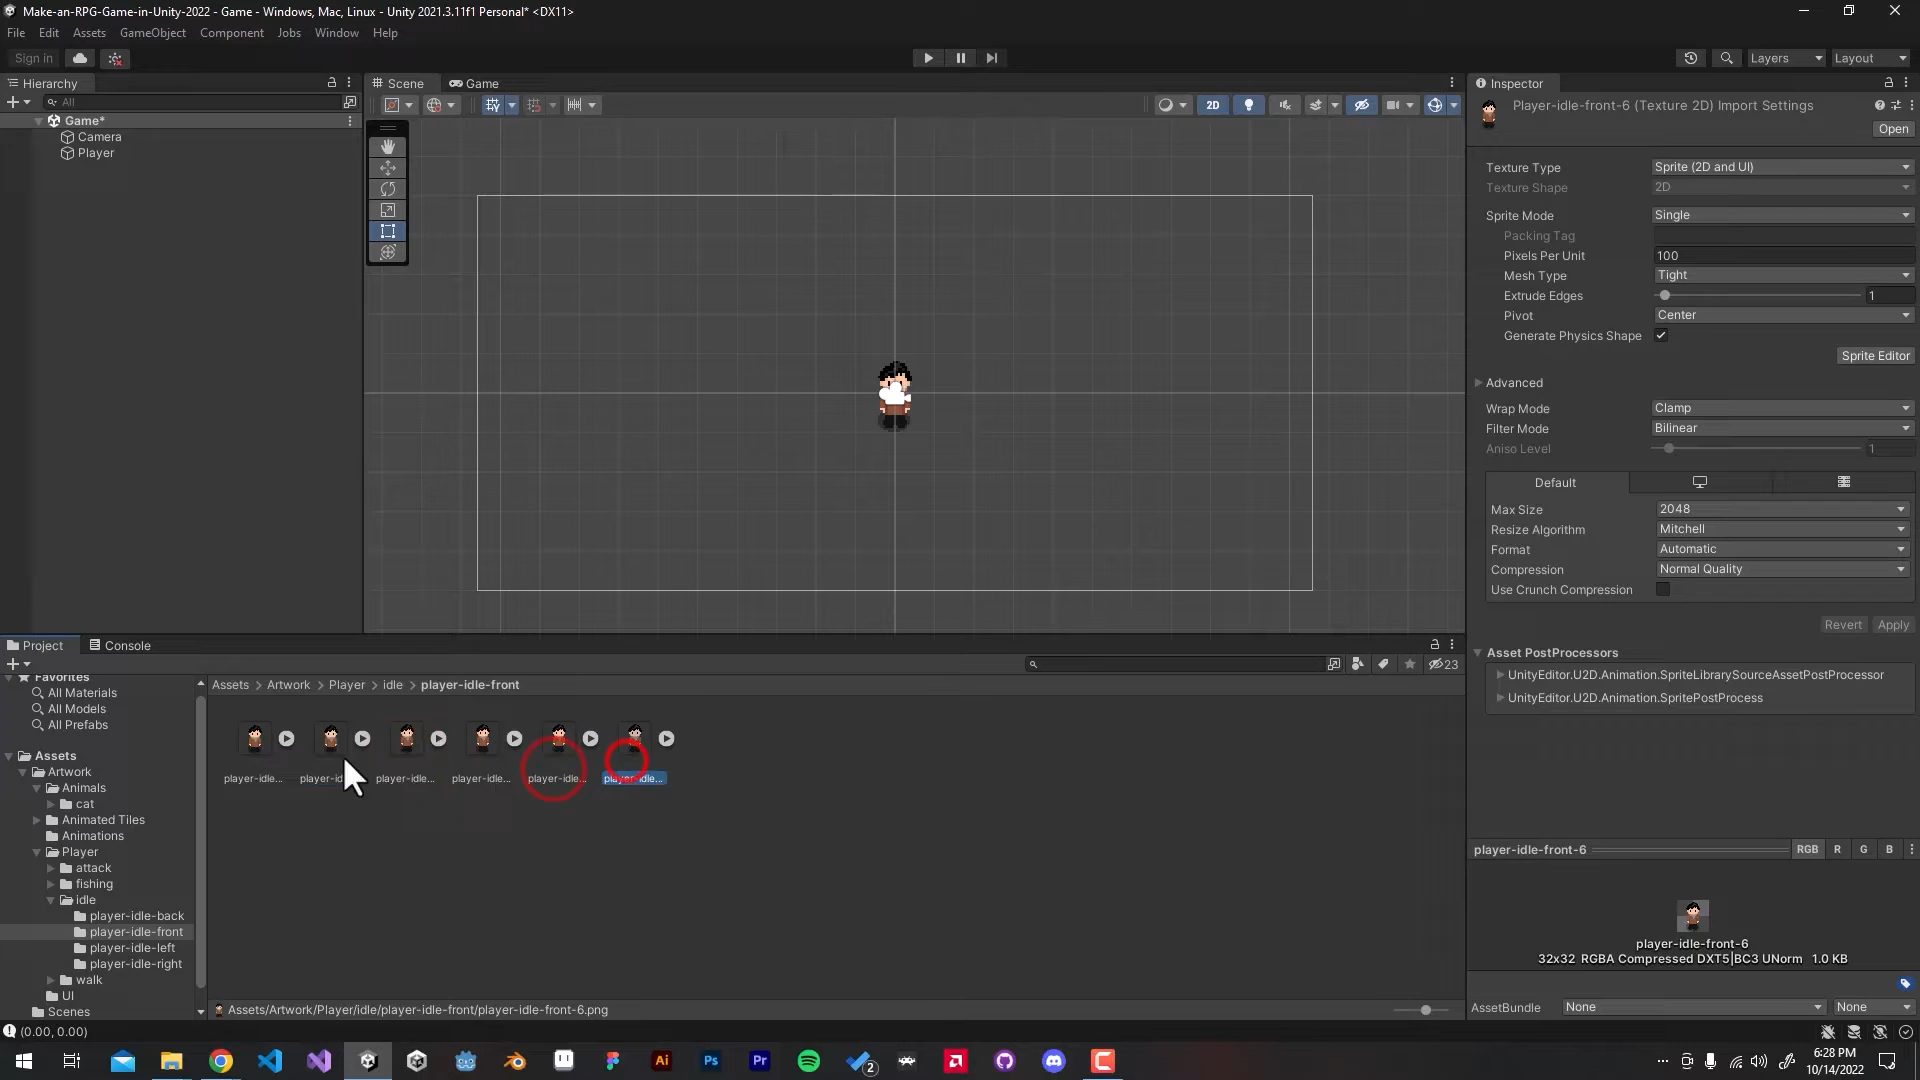 Make-an-RPG-Game-in-Unity-2022 - Game - Windows, Mac, Linux - Unity 2021.3.11f1 Personal* <DX11>
File Edit Assets GameObject Component Jobs Window Help
Sign in
Layers
Layout
Hierarchy
All
Game*
Camera
Player
Scene
Game
2D
Inspector
Player-idle-front-6 (Texture 2D) Import Settings
Open
Texture Type Sprite (2D and UI)
Texture Shape 2D
Sprite Mode Single
Packing Tag
Pixels Per Unit 100
Mesh Type Tight
Extrude Edges 1
Pivot Center
Generate Physics Shape
Sprite Editor
Advanced
Wrap Mode Clamp
Filter Mode Bilinear
Aniso Level 1
Default
Max Size 2048
Resize Algorithm Mitchell
Format Automatic
Compression Normal Quality
Use Crunch Compression
Revert Apply
Asset PostProcessors
UnityEditor.U2D.Animation.SpriteLibrarySourceAssetPostProcessor
UnityEditor.U2D.Animation.SpritePostProcess
Project
Console
23
Favorites
All Materials
All Models
All Prefabs
Assets
Artwork
Animals
cat
Animated Tiles
Animations
Player
attack
fishing
idle
player-idle-back
player-idle-front
player-idle-left
player-idle-right
walk
UI
Scenes
Assets > Artwork > Player > idle > player-idle-front
player-idle... player-idle... player-idle... player-idle... player-idle...
Assets/Artwork/Player/idle/player-idle-front/player-idle-front-6.png
player-idle-front-6
RGB R G B
player-idle-front-6
32x32 RGBA Compressed DXT5|BC3 UNorm 1.0 KB
AssetBundle None None
(0.00, 0.00)
Ai
Ps
Pr
2
6:28 PM
10/14/2022